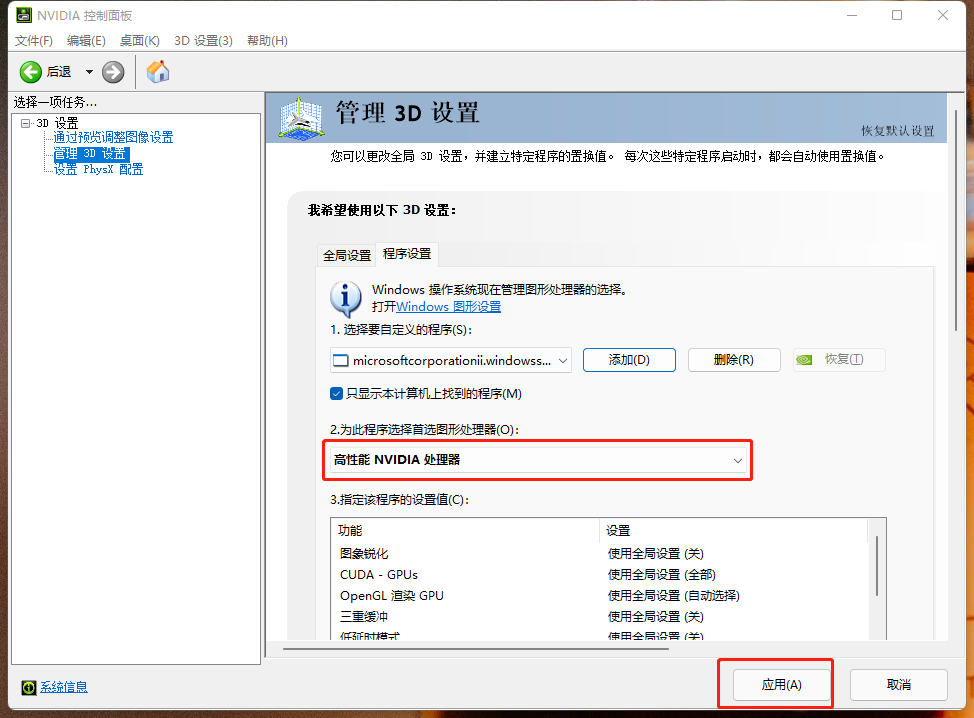 NVIDIA 控制面板
文件(F) 编辑(E) 桌面(K) 3D 设置(3) 帮助(H)
后退
选择一项任务...
3D 设置
通过预览调整图像设置
管理 3D 设置
设置 PhysX 配置
管理 3D 设置
恢复默认设置
您可以更改全局 3D 设置，并建立特定程序的置换值。 每次这些特定程序启动时，都会自动使用置换值。
我希望使用以下 3D 设置：
全局设置 程序设置
Windows 操作系统现在管理图形处理器的选择。
打开Windows 图形设置
1. 选择要自定义的程序(S)：
microsoftcorporationii.windowss... 添加(D) 删除(R) 恢复(T)
只显示本计算机上找到的程序(M)
2.为此程序选择首选图形处理器(O)：
高性能 NVIDIA 处理器
3.指定该程序的设置值(C)：
功能 设置
图象锐化 使用全局设置 (关)
CUDA - GPUs 使用全局设置 (全部)
OpenGL 渲染 GPU 使用全局设置 (自动选择)
三重缓冲 使用全局设置 (关)
低延时模式 使用全局设置 (关)
系统信息
应用(A) 取消